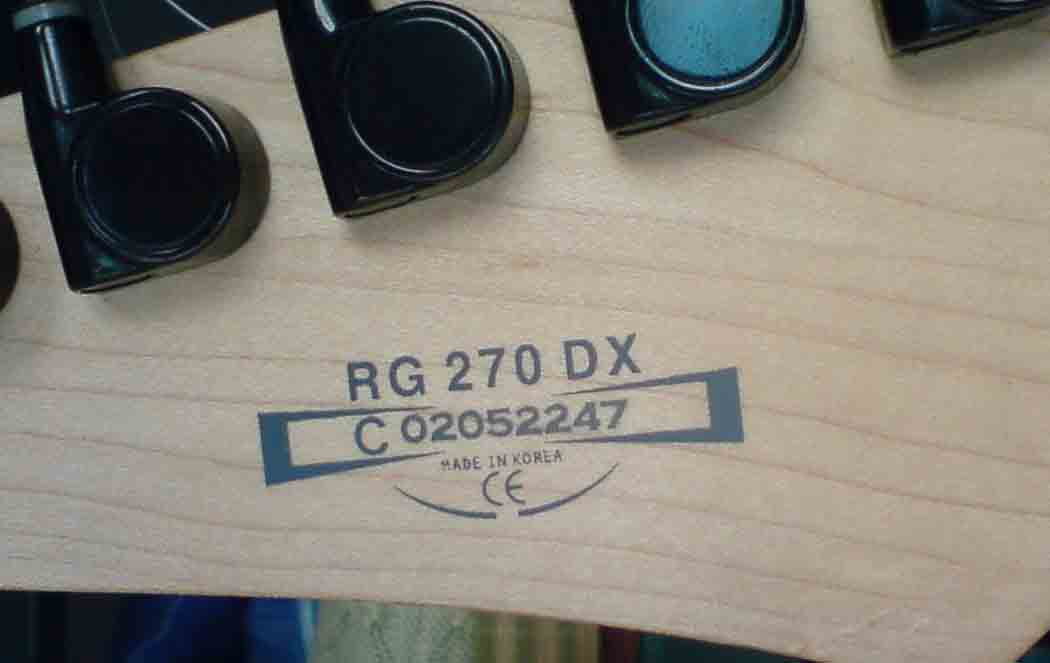 RG 270 DX
C 02052247
MADE IN KOREA
CE